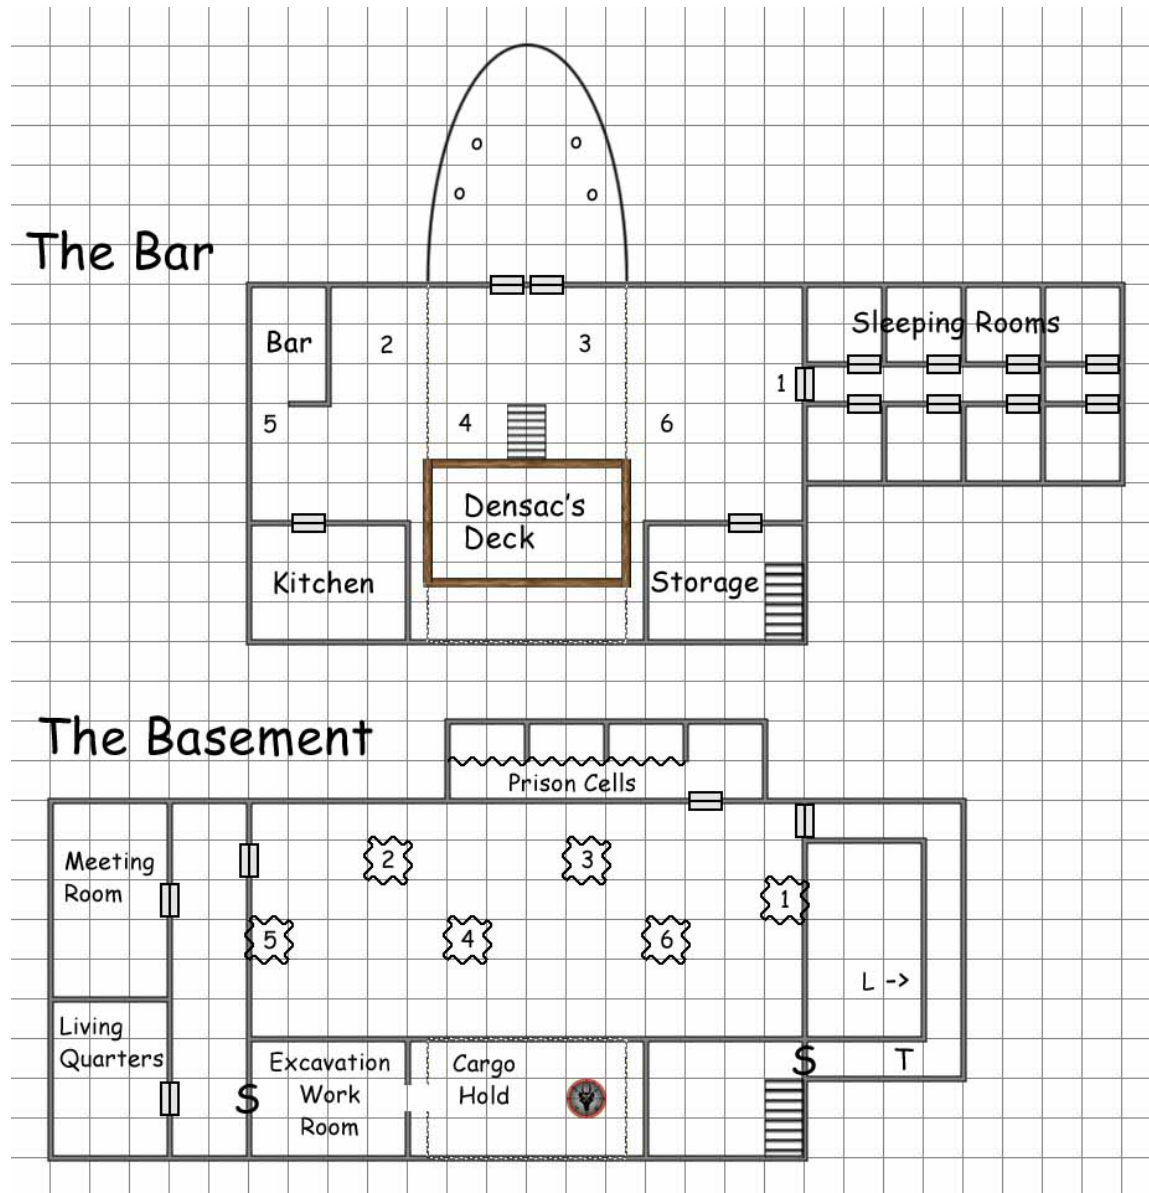 The Bar
Bar
2
3
Sleeping Rooms
1
5
4
6
Densac's
Deck
Kitchen
Storage
The Basement
Prison Cells
Meeting
Room
2
3
1
5
4
6
L ->
Living
Quarters
S
Excavation
Work
Room
Cargo
Hold
S
T